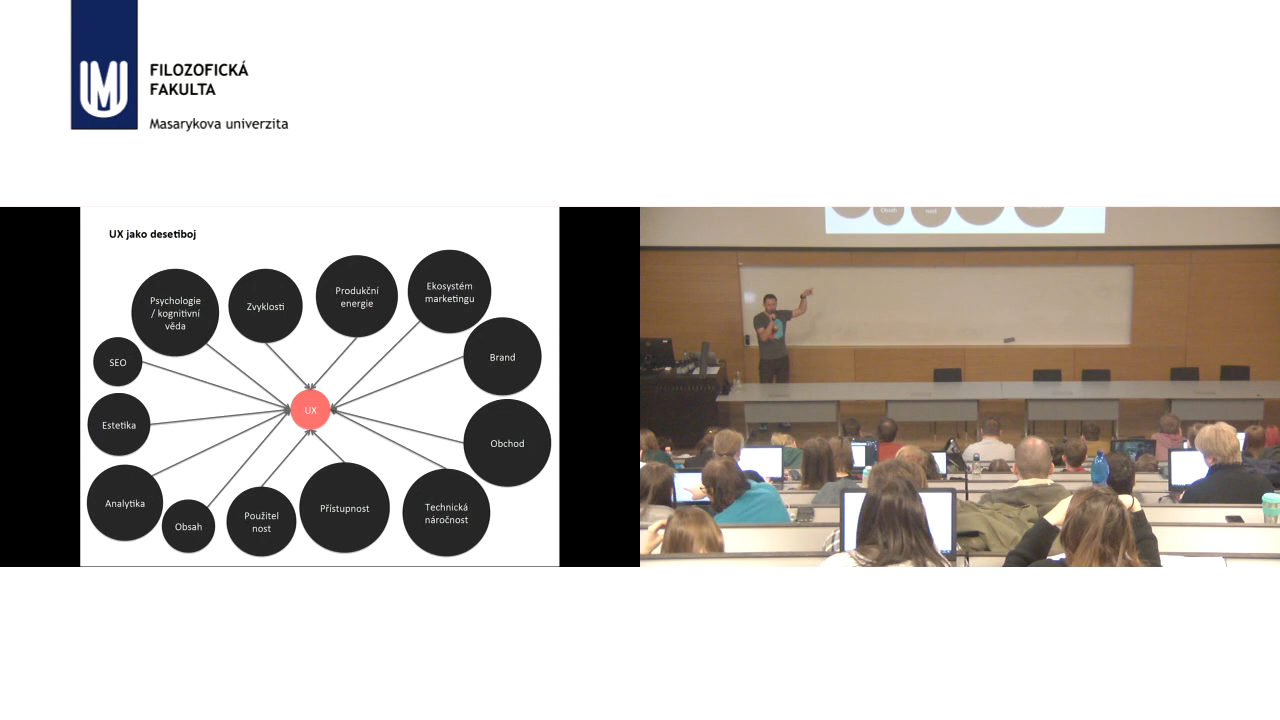 FILOZOFICKÁ
FAKULTA
Masarykova univerzita
UX jako desetiboj
Psychologie
/ kognitivní
věda
Zvyklosti
Produkční
energie
Ekosystém
marketingu
SEO
Brand
UX
Estetika
Obchod
Analytika
Obsah
Použitel
nost
Přístupnost
Technická
náročnost